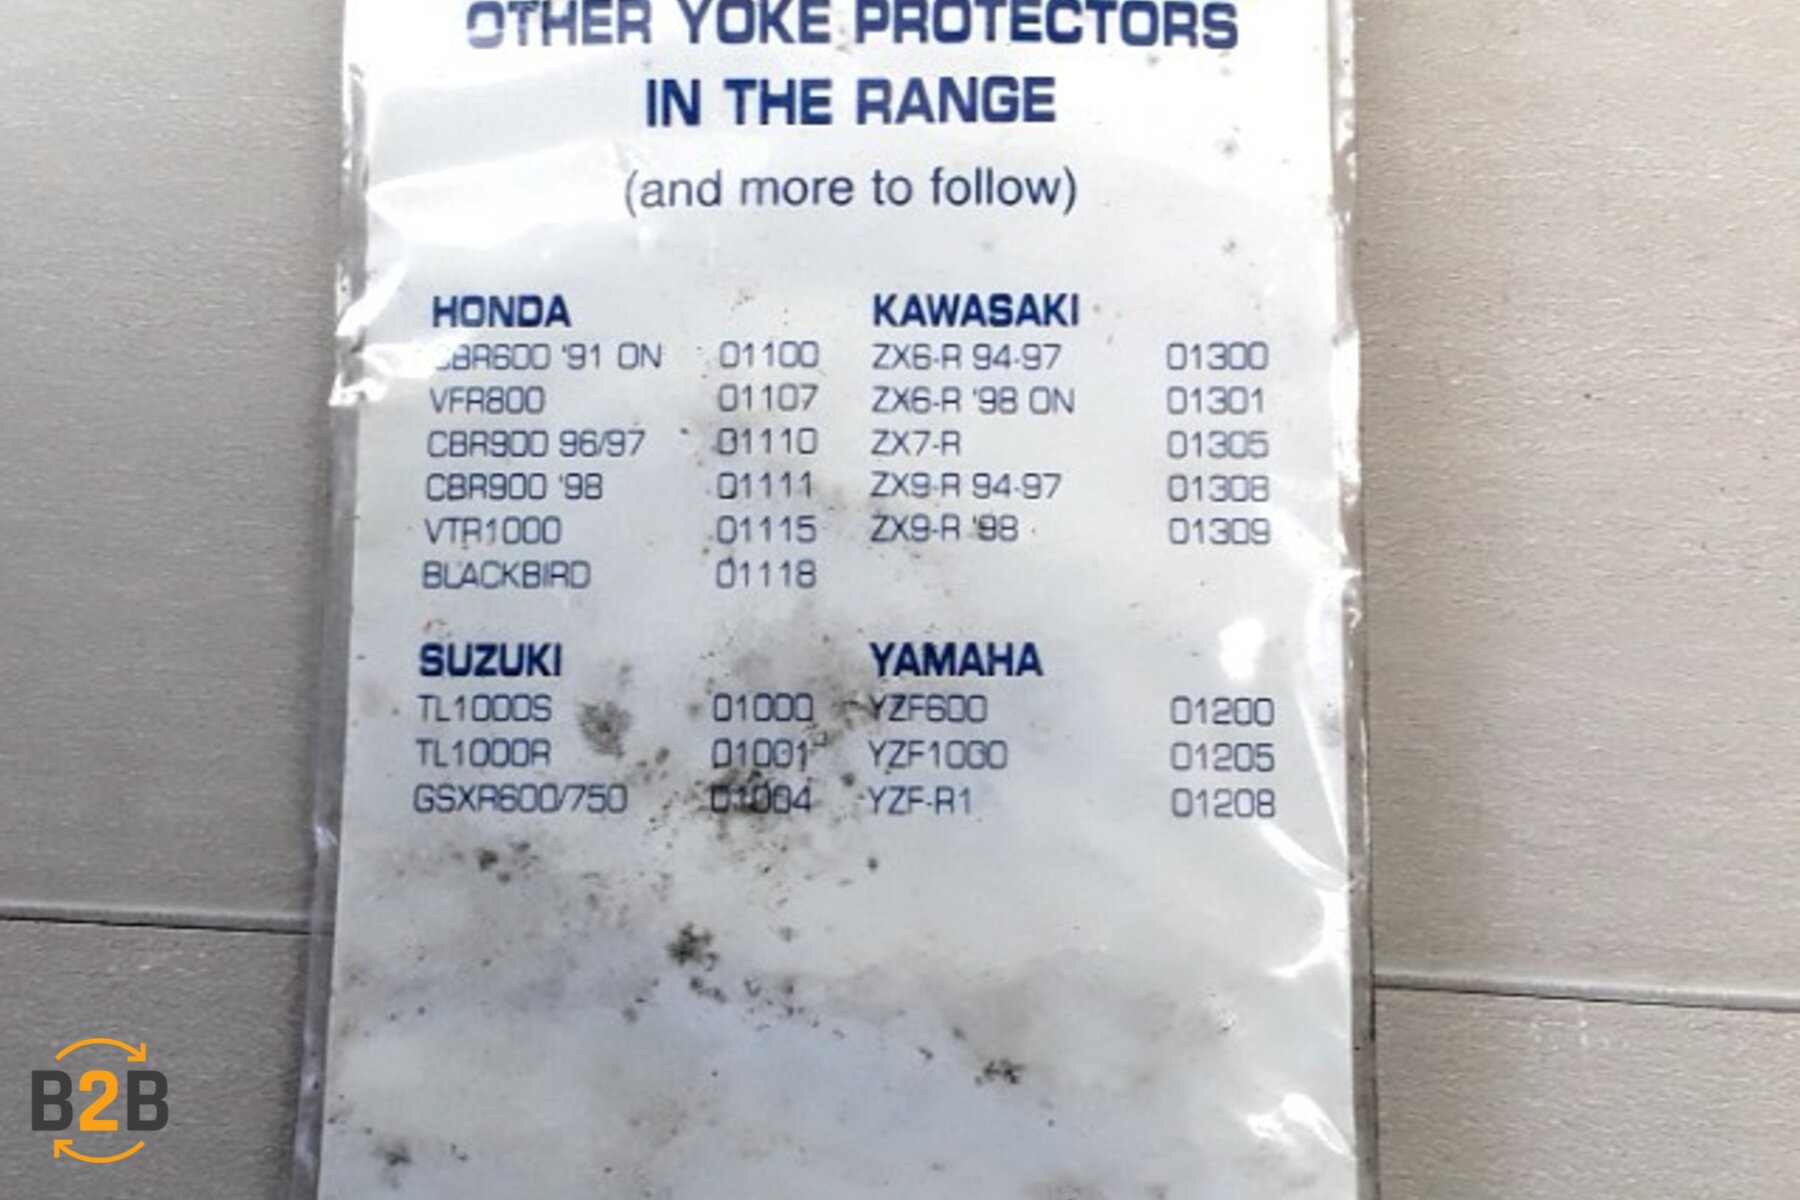 OTHER YOKE PROTECTORS
IN THE RANGE
(and more to follow)
HONDA
CBR600 '91 ON 01100
VFR800 01107
CBR900 96/97 01110
CBR900 '98 01111
VTR1000 01115
BLACKBIRD 01118
KAWASAKI
ZX6-R 94-97 01300
ZX6-R '98 ON 01301
ZX7-R 01305
ZX9-R 94-97 01308
ZX9-R '98 01309
SUZUKI
TL1000S 01000
TL1000R 01001
GSXR600/750 01004
YAMAHA
YZF600 01200
YZF1000 01205
YZF-R1 01208
B2B